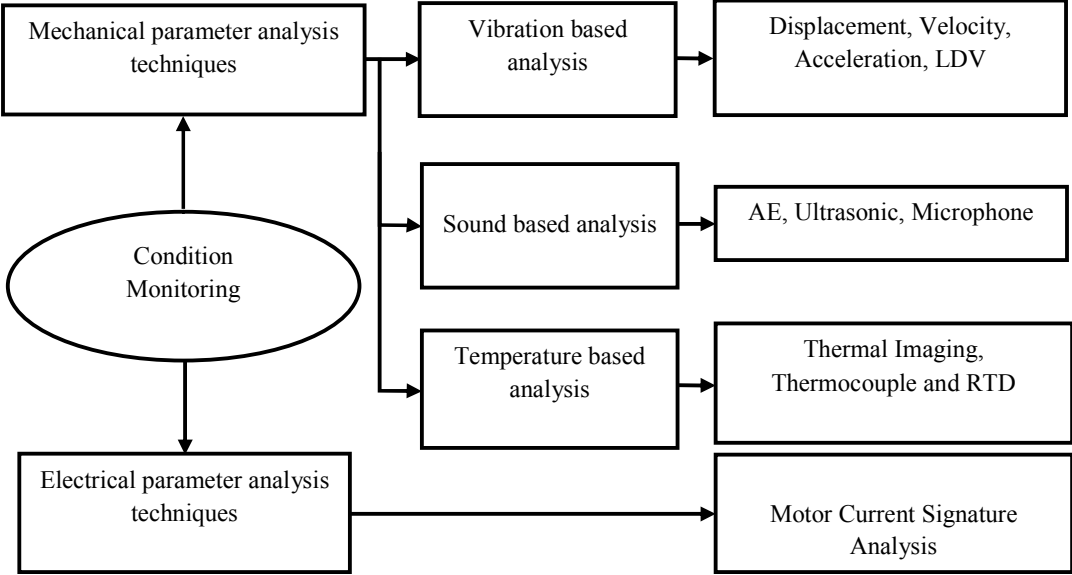 Mechanical parameter analysis
techniques
Vibration based
analysis
Displacement, Velocity,
Acceleration, LDV
Sound based analysis
AE, Ultrasonic, Microphone
Condition
Monitoring
Temperature based
analysis
Thermal Imaging,
Thermocouple and RTD
Electrical parameter analysis
techniques
Motor Current Signature
Analysis